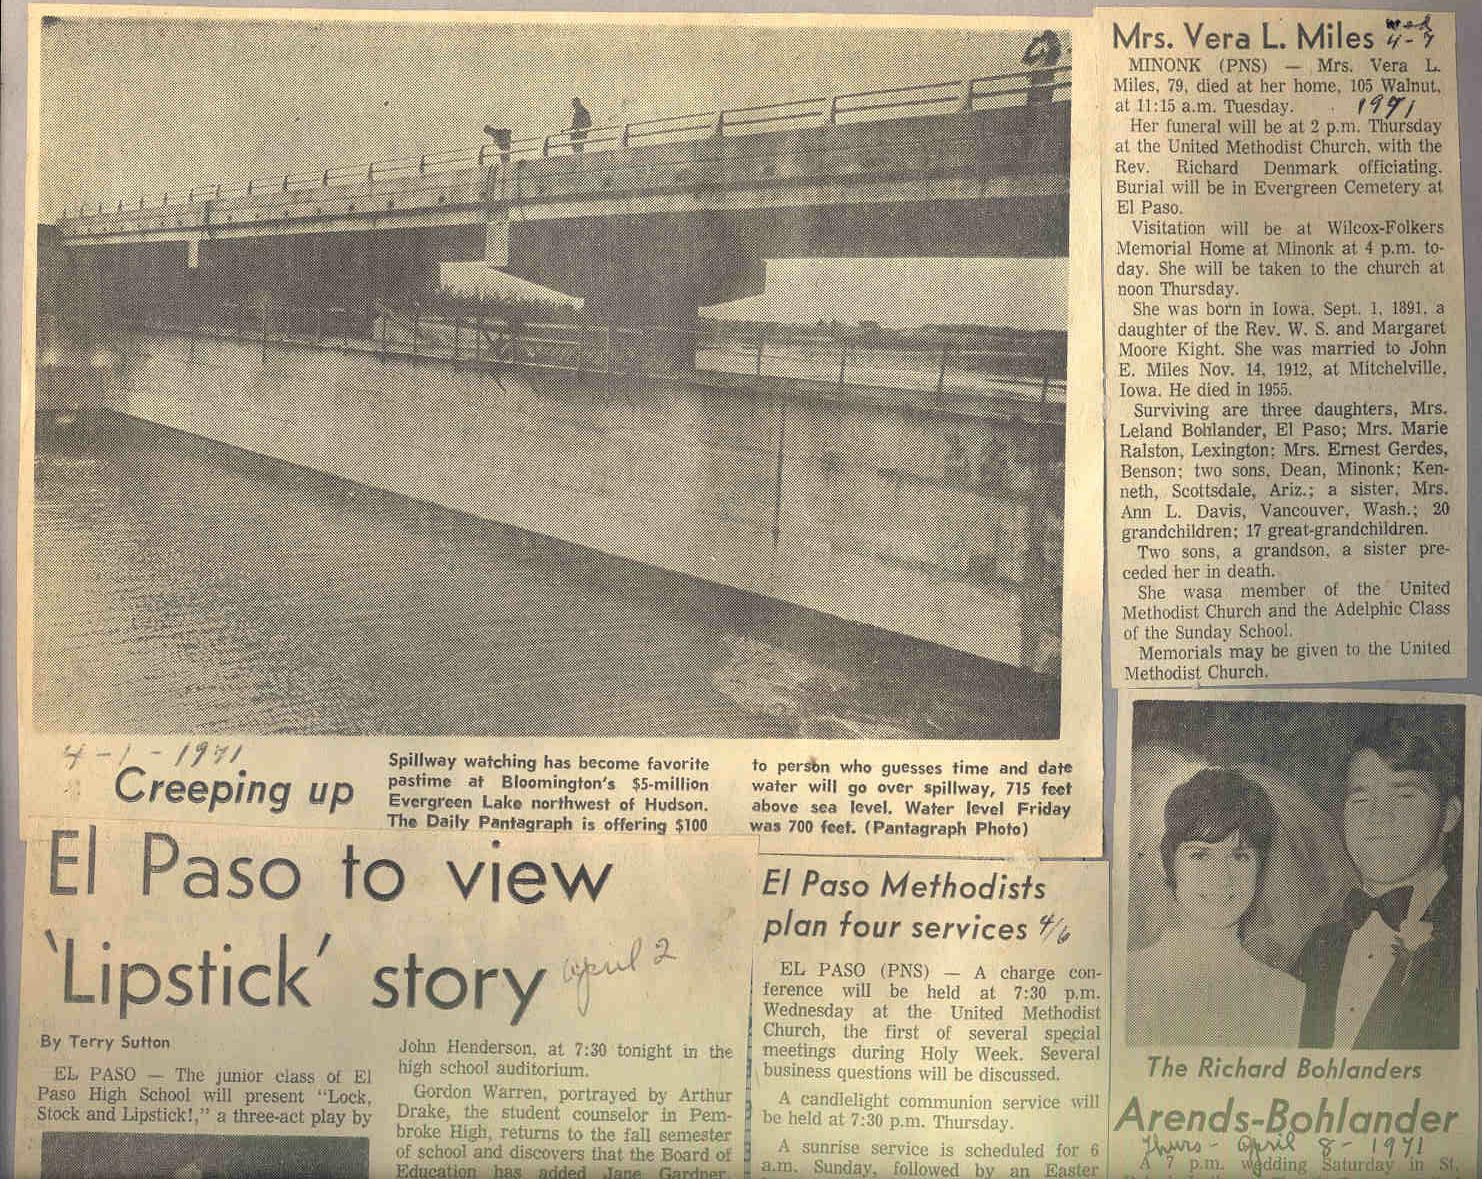 4-1-1971
Creeping up
Spillway watching has become favorite
pastime at Bloomington's $5-million
Evergreen Lake northwest of Hudson.
The Daily Pantagraph is offering $100
to person who guesses time and date
water will go over spillway, 715 feet
above sea level. Water level Friday
was 700 feet. (Pantagraph Photo)
Mrs. Vera L. Miles wed
4-7
MINONK (PNS) — Mrs. Vera L.
Miles, 79, died at her home, 105 Walnut,
at 11:15 a.m. Tuesday. 1971
Her funeral will be at 2 p.m. Thursday
at the United Methodist Church, with the
Rev. Richard Denmark officiating.
Burial will be in Evergreen Cemetery at
El Paso.
Visitation will be at Wilcox-Folkers
Memorial Home at Minonk at 4 p.m. to-
day. She will be taken to the church at
noon Thursday.
She was born in Iowa, Sept. 1, 1891, a
daughter of the Rev. W. S. and Margaret
Moore Kight. She was married to John
E. Miles Nov. 14, 1912, at Mitchelville,
Iowa. He died in 1955.
Surviving are three daughters, Mrs.
Leland Bohlander, El Paso; Mrs. Marie
Ralston, Lexington; Mrs. Ernest Gerdes,
Benson; two sons, Dean, Minonk; Ken-
neth, Scottsdale, Ariz.; a sister, Mrs.
Ann L. Davis, Vancouver, Wash.; 20
grandchildren; 17 great-grandchildren.
Two sons, a grandson, a sister pre-
ceded her in death.
She wasa member of the United
Methodist Church and the Adelphic Class
of the Sunday School.
Memorials may be given to the United
Methodist Church.
El Paso to view
'Lipstick' story april 2
By Terry Sutton
EL PASO — The junior class of El
Paso High School will present "Lock,
Stock and Lipstick!," a three-act play by
John Henderson, at 7:30 tonight in the
high school auditorium.
Gordon Warren, portrayed by Arthur
Drake, the student counselor in Pem-
broke High, returns to the fall semester
of school and discovers that the Board of
Education has added Jane Gardner,
El Paso Methodists
plan four services 4/6
EL PASO (PNS) — A charge con-
ference will be held at 7:30 p.m.
Wednesday at the United Methodist
Church, the first of several special
meetings during Holy Week. Several
business questions will be discussed.
A candlelight communion service will
be held at 7:30 p.m. Thursday.
A sunrise service is scheduled for 6
a.m. Sunday, followed by an Easter
The Richard Bohlanders
Arends-Bohlander
Thurs - April 8 - 1971
A 7 p.m. wedding Saturday in St.